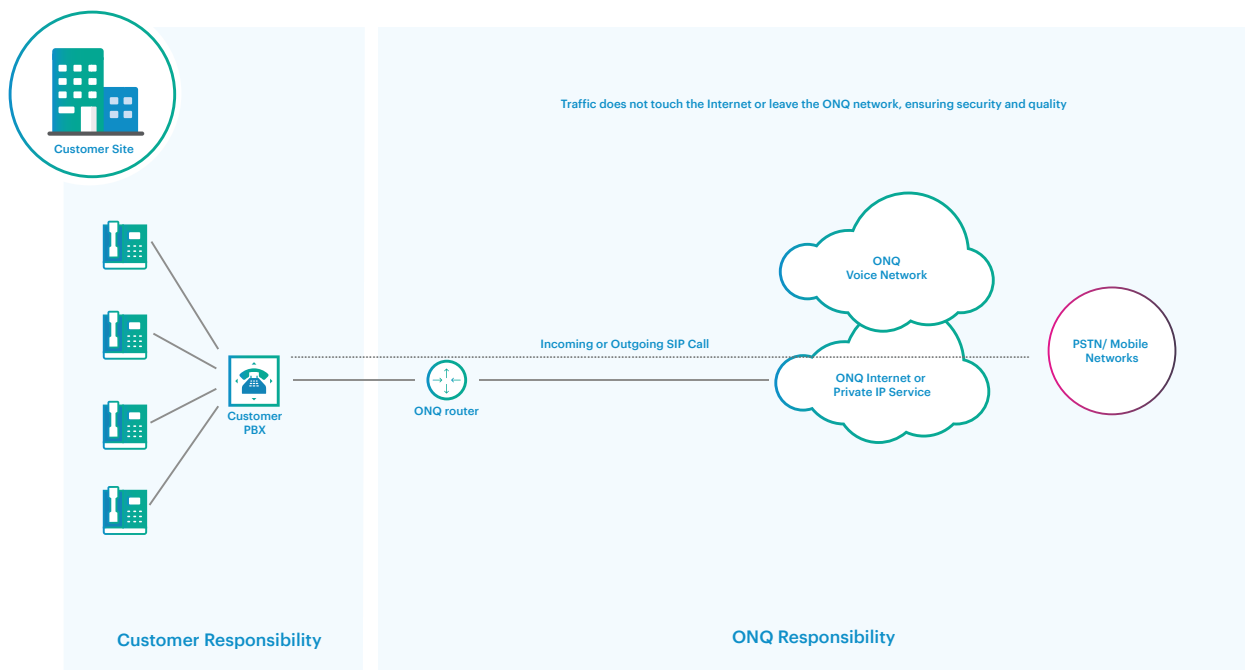 Customer Site
Traffic does not touch the Internet or leave the ONQ network, ensuring security and quality
ONQ
Voice Network
Incoming or Outgoing SIP Call
PSTN/ Mobile
Networks
ONQ Internet or
Private IP Service
Customer
PBX
ONQ router
Customer Responsibility
ONQ Responsibility